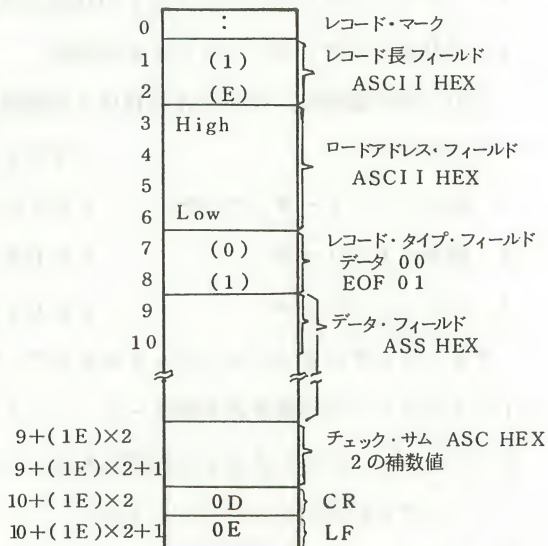 0 : レコード・マーク
1 (1) レコード長フィールド
2 (E) ASCII HEX
3 High
4 ロードアドレス・フィールド
5 ASCII HEX
6 Low
7 (0) レコード・タイプ・フィールド
データ 00
8 (1) EOF 01
9 データ・フィールド
10 ASS HEX
9+(1E)×2 チェック・サム ASC HEX
9+(1E)×2+1 2の補数値
10+(1E)×2 0D CR
10+(1E)×2+1 0E LF